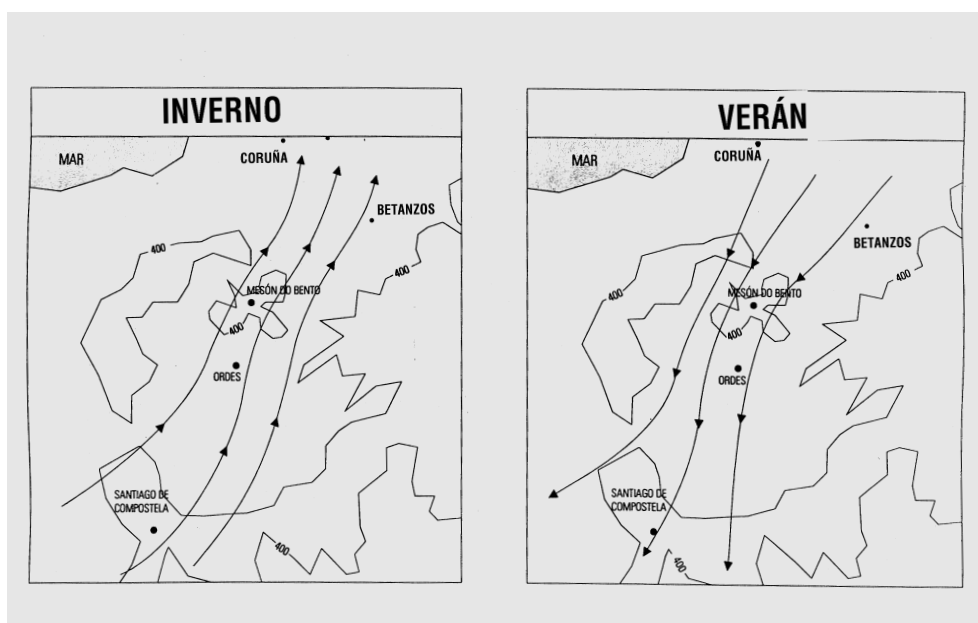 INVERNO
MAR
CORUÑA
BETANZOS
400
400
MESÓN DO BENTO
400
ORDES
SANTIAGO DE
COMPOSTELA
400
VERÁN
MAR
CORUÑA
BETANZOS
400
400
MESÓN DO BENTO
400
ORDES
SANTIAGO DE
COMPOSTELA
400